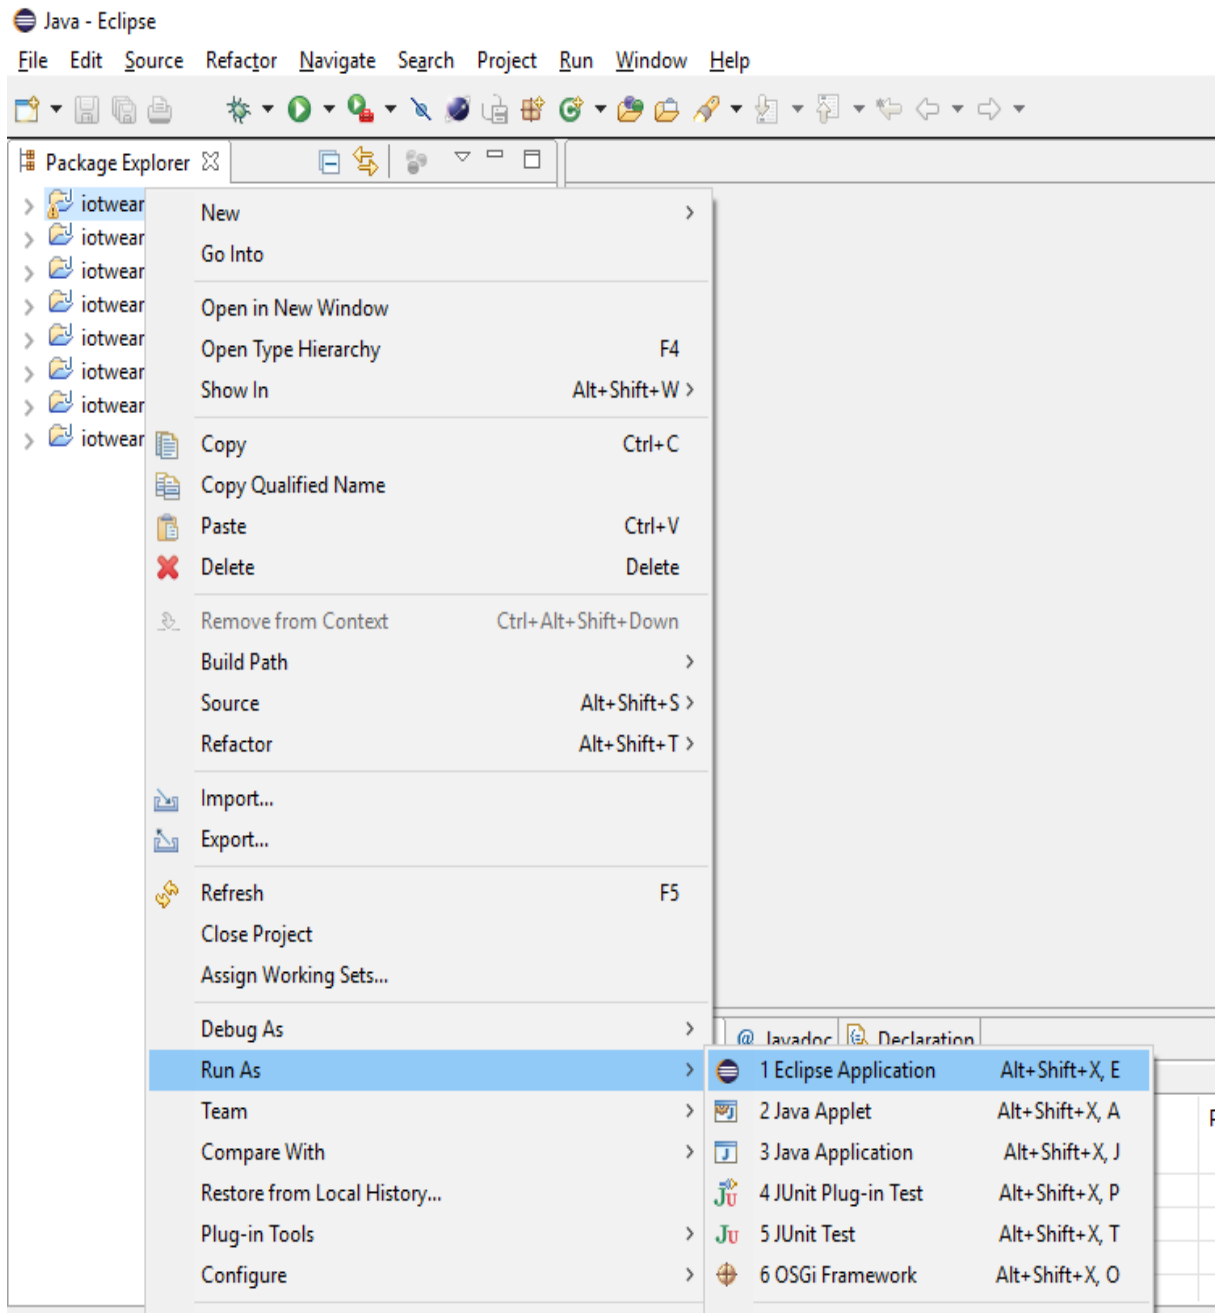 Java - Eclipse
File Edit Source Refactor Navigate Search Project Run Window Help
Package Explorer
iotwear
iotwear
iotwear
iotwear
iotwear
iotwear
iotwear
iotwear
New
Go Into
Open in New Window
Open Type Hierarchy F4
Show In Alt+Shift+W
Copy Ctrl+C
Copy Qualified Name
Paste Ctrl+V
Delete Delete
Remove from Context Ctrl+Alt+Shift+Down
Build Path
Source Alt+Shift+S
Refactor Alt+Shift+T
Import...
Export...
Refresh F5
Close Project
Assign Working Sets...
Debug As
@ Javadoc Declaration
Run As
1 Eclipse Application Alt+Shift+X, E
Team
2 Java Applet Alt+Shift+X, A
Compare With
3 Java Application Alt+Shift+X, J
Restore from Local History...
4 JUnit Plug-in Test Alt+Shift+X, P
Plug-in Tools
5 JUnit Test Alt+Shift+X, T
Configure
6 OSGi Framework Alt+Shift+X, O